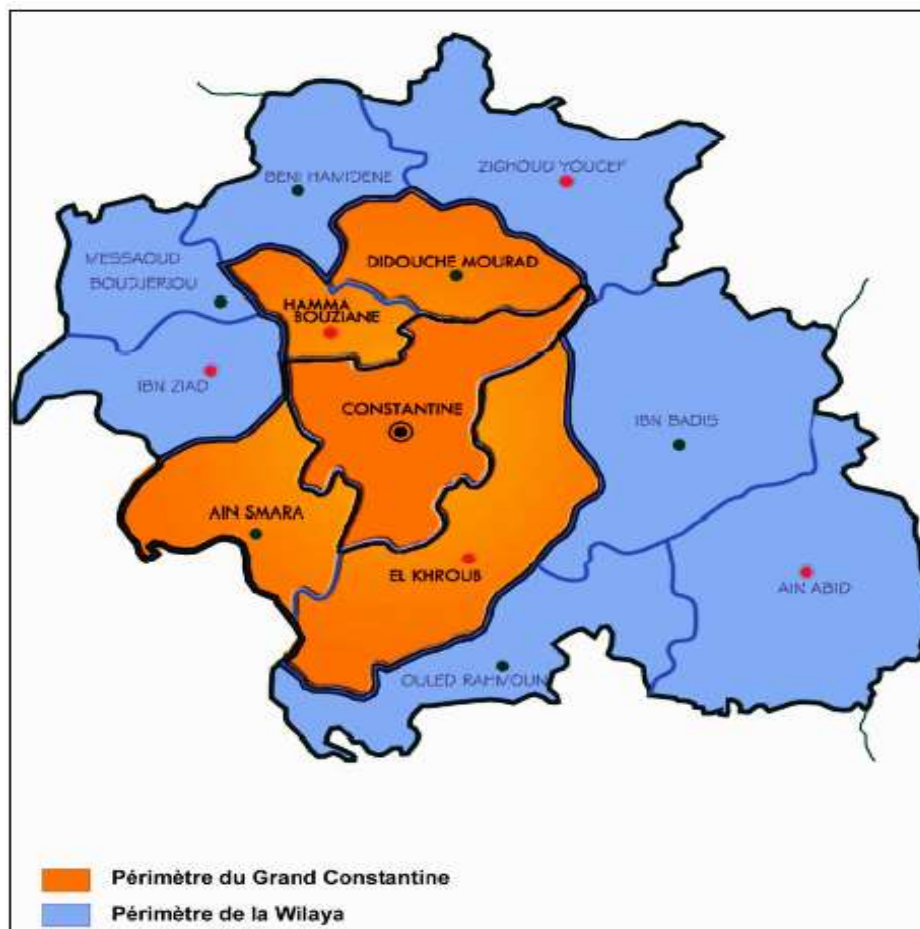 ZIGHOUD YOUCEF
BENI HAMIDENE
DIDOUCHE MOURAD
MESSAOUD
BOUDJERIOU
HAMMA
BOUZIANE
IBN ZIAD
CONSTANTINE
IBN BADIS
AIN SMARA
EL KHROUB
AIN ABID
OULED RAHMOUN
Périmètre du Grand Constantine
Périmètre de la Wilaya